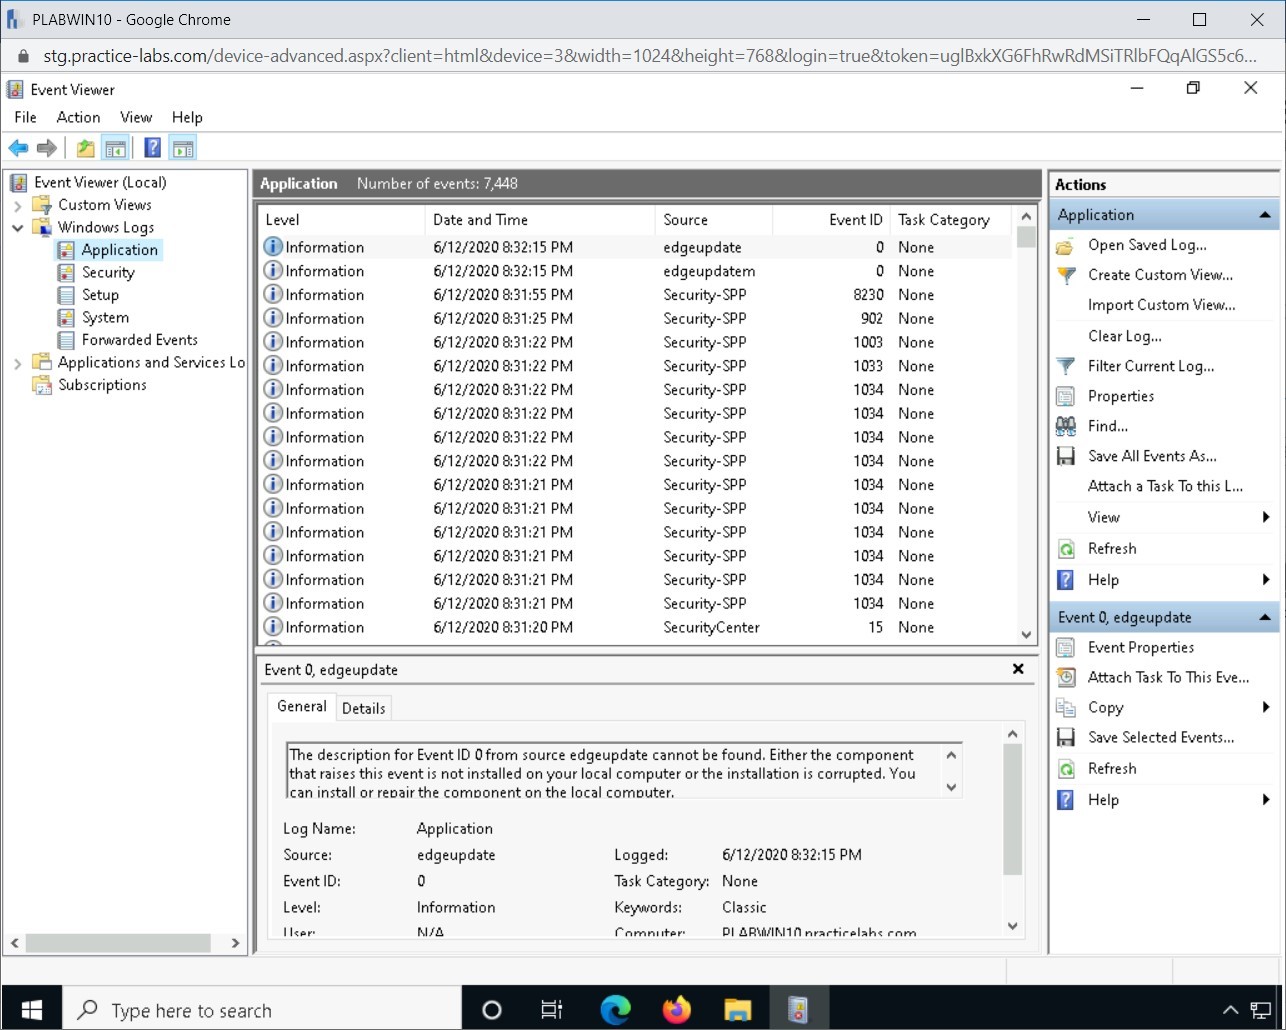 PLABWIN10 - Google Chrome
stg.practice-labs.com/device-advanced.aspx?client=html&device=3&width=1024&height=768&login=true&token=uglBxkXG6FhRwRdMSiTRlbFQqAlGS5c6...
Event Viewer
File Action View Help
Event Viewer (Local)
Custom Views
Windows Logs
Application
Security
Setup
System
Forwarded Events
Applications and Services Lo
Subscriptions
Application Number of events: 7,448
Level Date and Time Source Event ID Task Category
Information 6/12/2020 8:32:15 PM edgeupdate 0 None
Information 6/12/2020 8:32:15 PM edgeupdatem 0 None
Information 6/12/2020 8:31:55 PM Security-SPP 8230 None
Information 6/12/2020 8:31:25 PM Security-SPP 902 None
Information 6/12/2020 8:31:22 PM Security-SPP 1003 None
Information 6/12/2020 8:31:22 PM Security-SPP 1033 None
Information 6/12/2020 8:31:22 PM Security-SPP 1034 None
Information 6/12/2020 8:31:22 PM Security-SPP 1034 None
Information 6/12/2020 8:31:22 PM Security-SPP 1034 None
Information 6/12/2020 8:31:22 PM Security-SPP 1034 None
Information 6/12/2020 8:31:22 PM Security-SPP 1034 None
Information 6/12/2020 8:31:21 PM Security-SPP 1034 None
Information 6/12/2020 8:31:21 PM Security-SPP 1034 None
Information 6/12/2020 8:31:21 PM Security-SPP 1034 None
Information 6/12/2020 8:31:21 PM Security-SPP 1034 None
Information 6/12/2020 8:31:21 PM Security-SPP 1034 None
Information 6/12/2020 8:31:20 PM SecurityCenter 15 None
Event 0, edgeupdate
General Details
The description for Event ID 0 from source edgeupdate cannot be found. Either the component
that raises this event is not installed on your local computer or the installation is corrupted. You
can install or repair the component on the local computer.
Log Name: Application
Source: edgeupdate Logged: 6/12/2020 8:32:15 PM
Event ID: 0 Task Category: None
Level: Information Keywords: Classic
User: N/A Computer: PLABWIN10.practicelabs.com
Actions
Application
Open Saved Log...
Create Custom View...
Import Custom View...
Clear Log...
Filter Current Log...
Properties
Find...
Save All Events As...
Attach a Task To this L...
View
Refresh
Help
Event 0, edgeupdate
Event Properties
Attach Task To This Eve...
Copy
Save Selected Events...
Refresh
Help
Type here to search